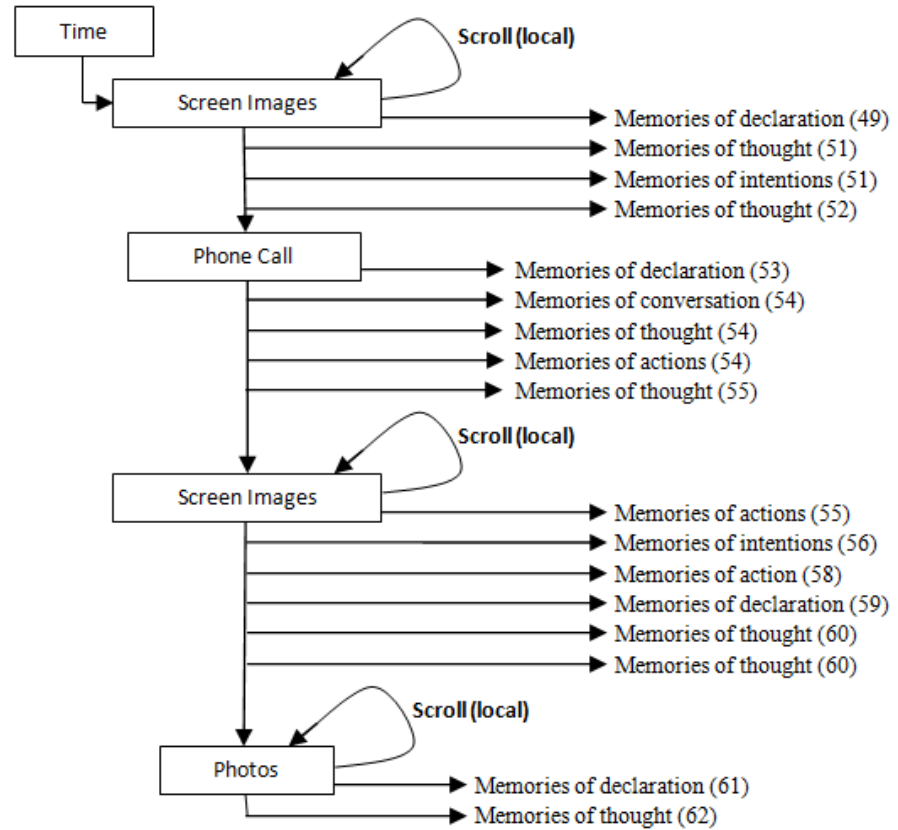 Time
Scroll (local)
Screen Images
Memories of declaration (49)
Memories of thought (51)
Memories of intentions (51)
Memories of thought (52)
Phone Call
Memories of declaration (53)
Memories of conversation (54)
Memories of thought (54)
Memories of actions (54)
Memories of thought (55)
Scroll (local)
Screen Images
Memories of actions (55)
Memories of intentions (56)
Memories of action (58)
Memories of declaration (59)
Memories of thought (60)
Memories of thought (60)
Scroll (local)
Photos
Memories of declaration (61)
Memories of thought (62)